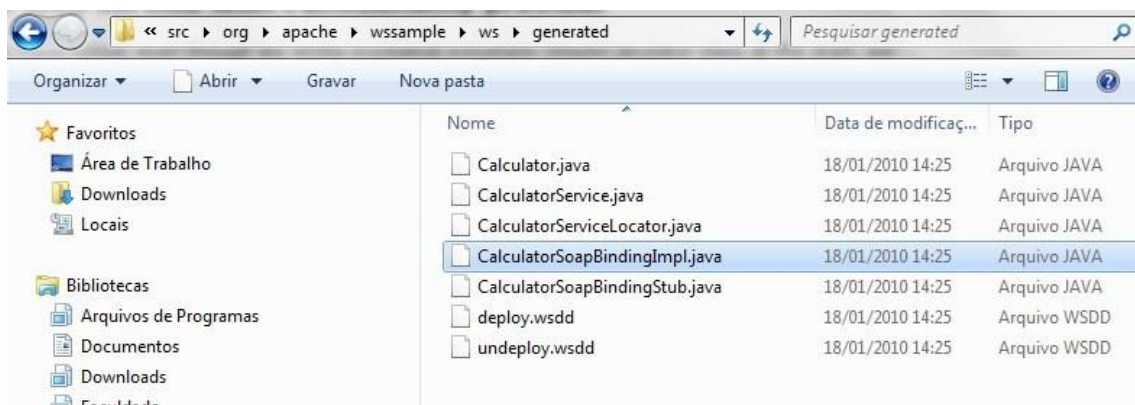 « src ▸ org ▸ apache ▸ wssample ▸ ws ▸ generated
Pesquisar generated
Organizar Abrir Gravar Nova pasta
Favoritos
Área de Trabalho
Downloads
Locais
Bibliotecas
Arquivos de Programas
Documentos
Downloads
Nome Data de modificaç... Tipo
Calculator.java 18/01/2010 14:25 Arquivo JAVA
CalculatorService.java 18/01/2010 14:25 Arquivo JAVA
CalculatorServiceLocator.java 18/01/2010 14:25 Arquivo JAVA
CalculatorSoapBindingImpl.java 18/01/2010 14:25 Arquivo JAVA
CalculatorSoapBindingStub.java 18/01/2010 14:25 Arquivo JAVA
deploy.wsdd 18/01/2010 14:25 Arquivo WSDD
undeploy.wsdd 18/01/2010 14:25 Arquivo WSDD